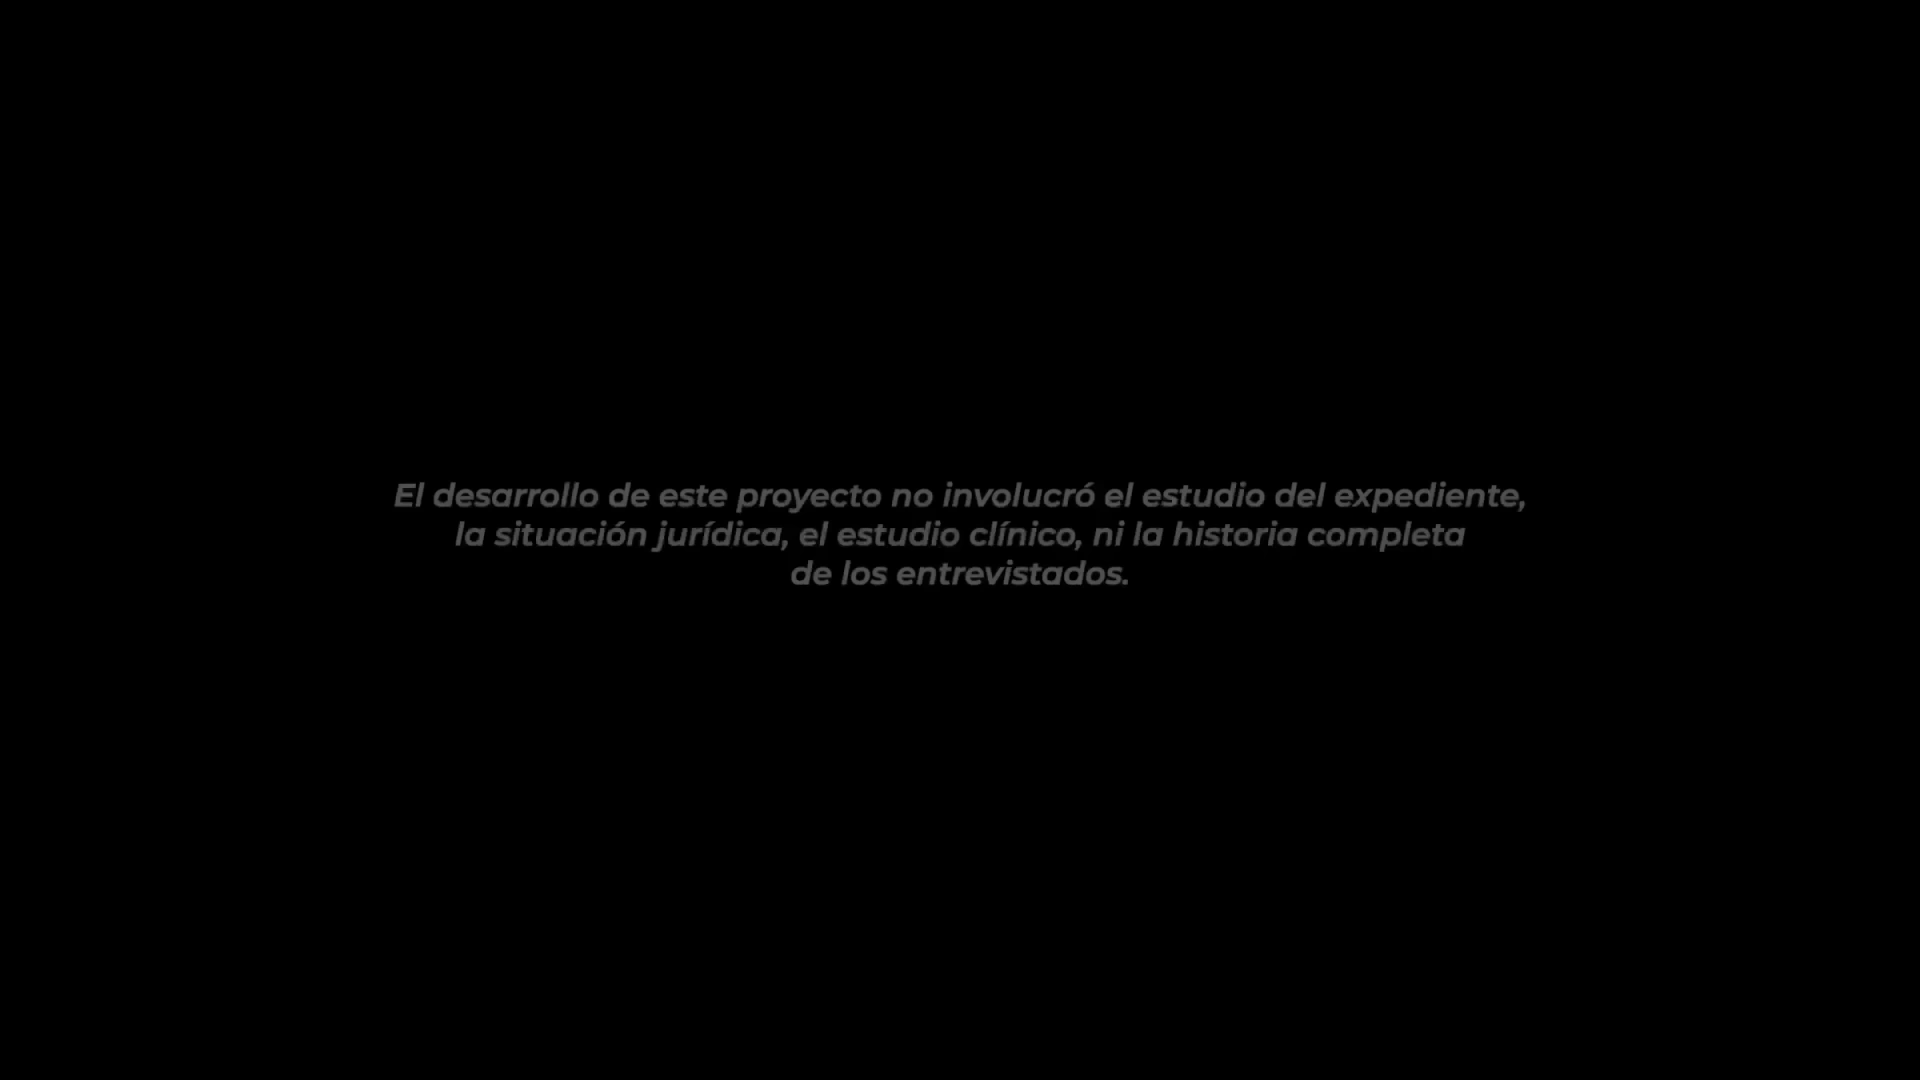 El desarrollo de este proyecto no involucró el estudio del expediente,
la situación jurídica, el estudio clínico, ni la historia completa
de los entrevistados.